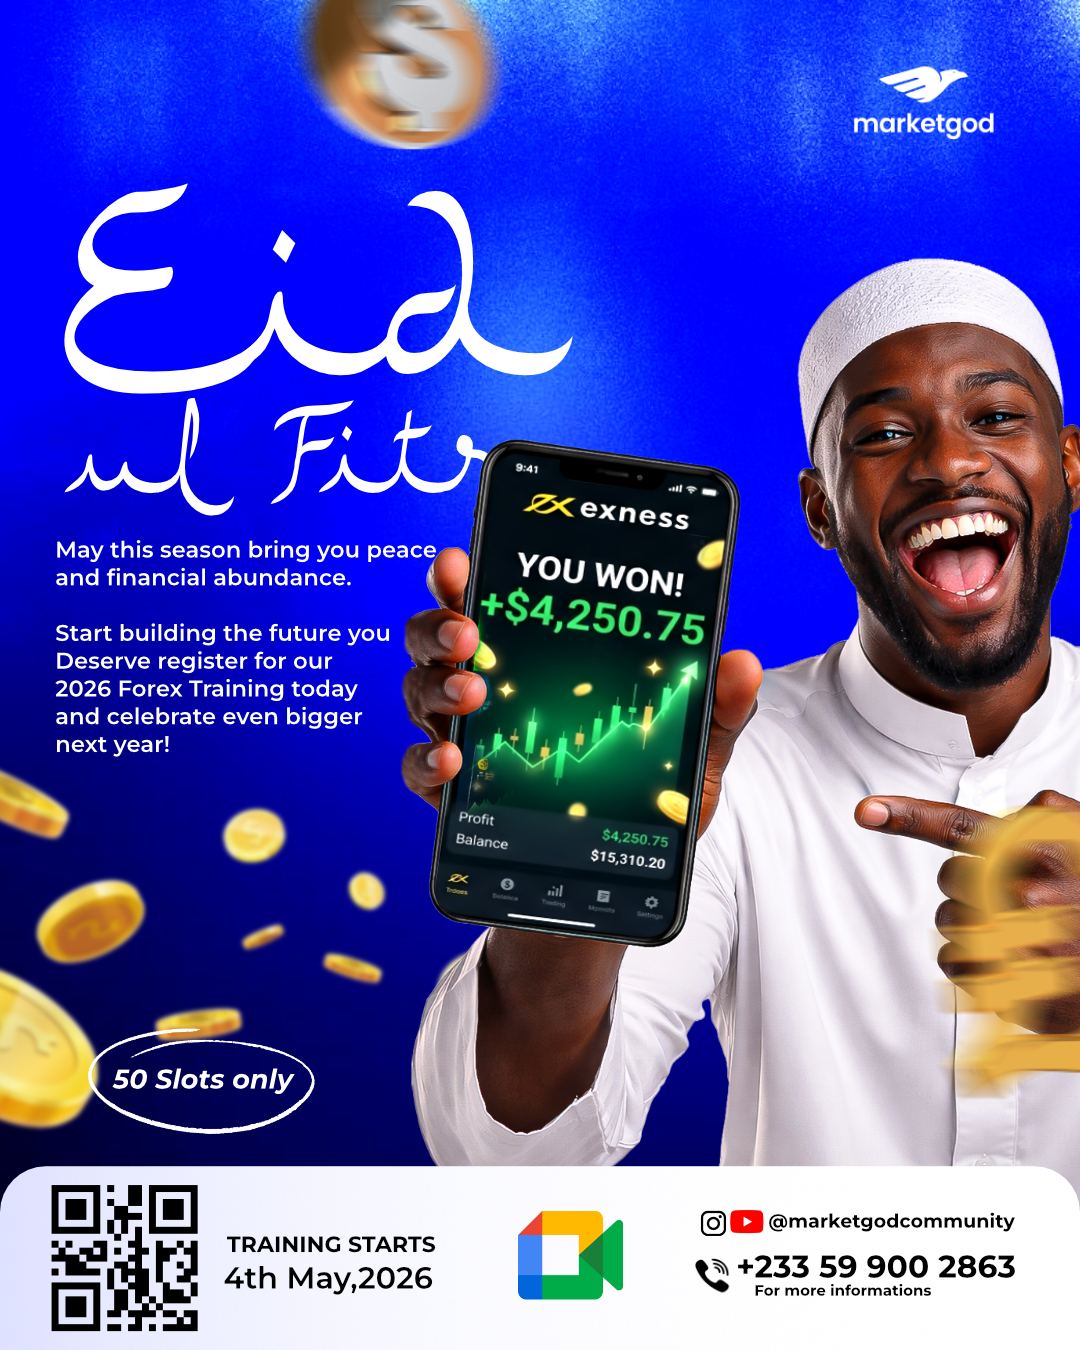 marketgod
Eid
ul Fitr
May this season bring you peace
and financial abundance.
Start building the future you
Deserve register for our
2026 Forex Training today
and celebrate even bigger
next year!
9:41
exness
YOU WON!
+$4,250.75
Profit $4,250.75
Balance $15,310.20
Trading
Settings
50 Slots only
TRAINING STARTS
4th May,2026
@marketgodcommunity
+233 59 900 2863
For more informations